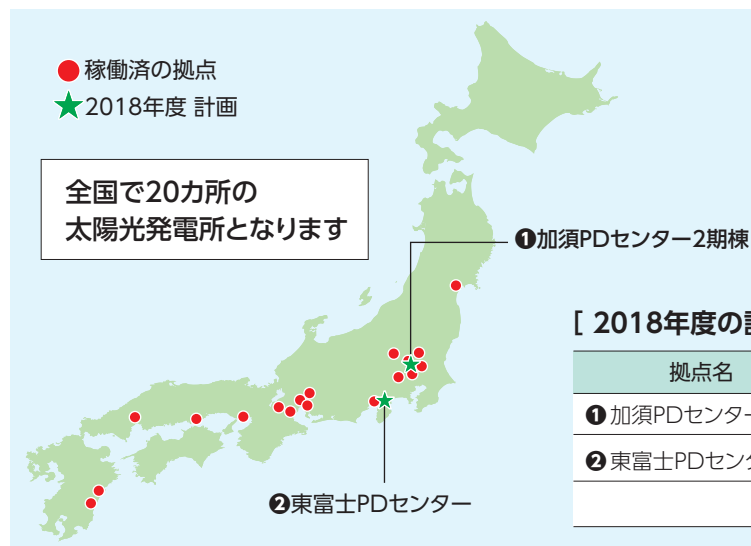 稼働済の拠点
2018年度 計画
全国で20カ所の
太陽光発電所となります
❶加須PDセンター2期棟
[ 2018年度の
拠点名
❶加須PDセンター
❷東富士PDセン
❷東富士PDセンター